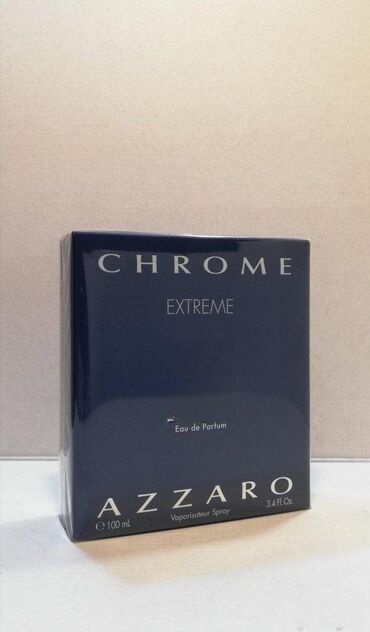 CHROME
EXTREME
Eau de Parfum
AZZARO
℮ 100 mL Vaporisateur Spray 3.4 Fl. Oz.